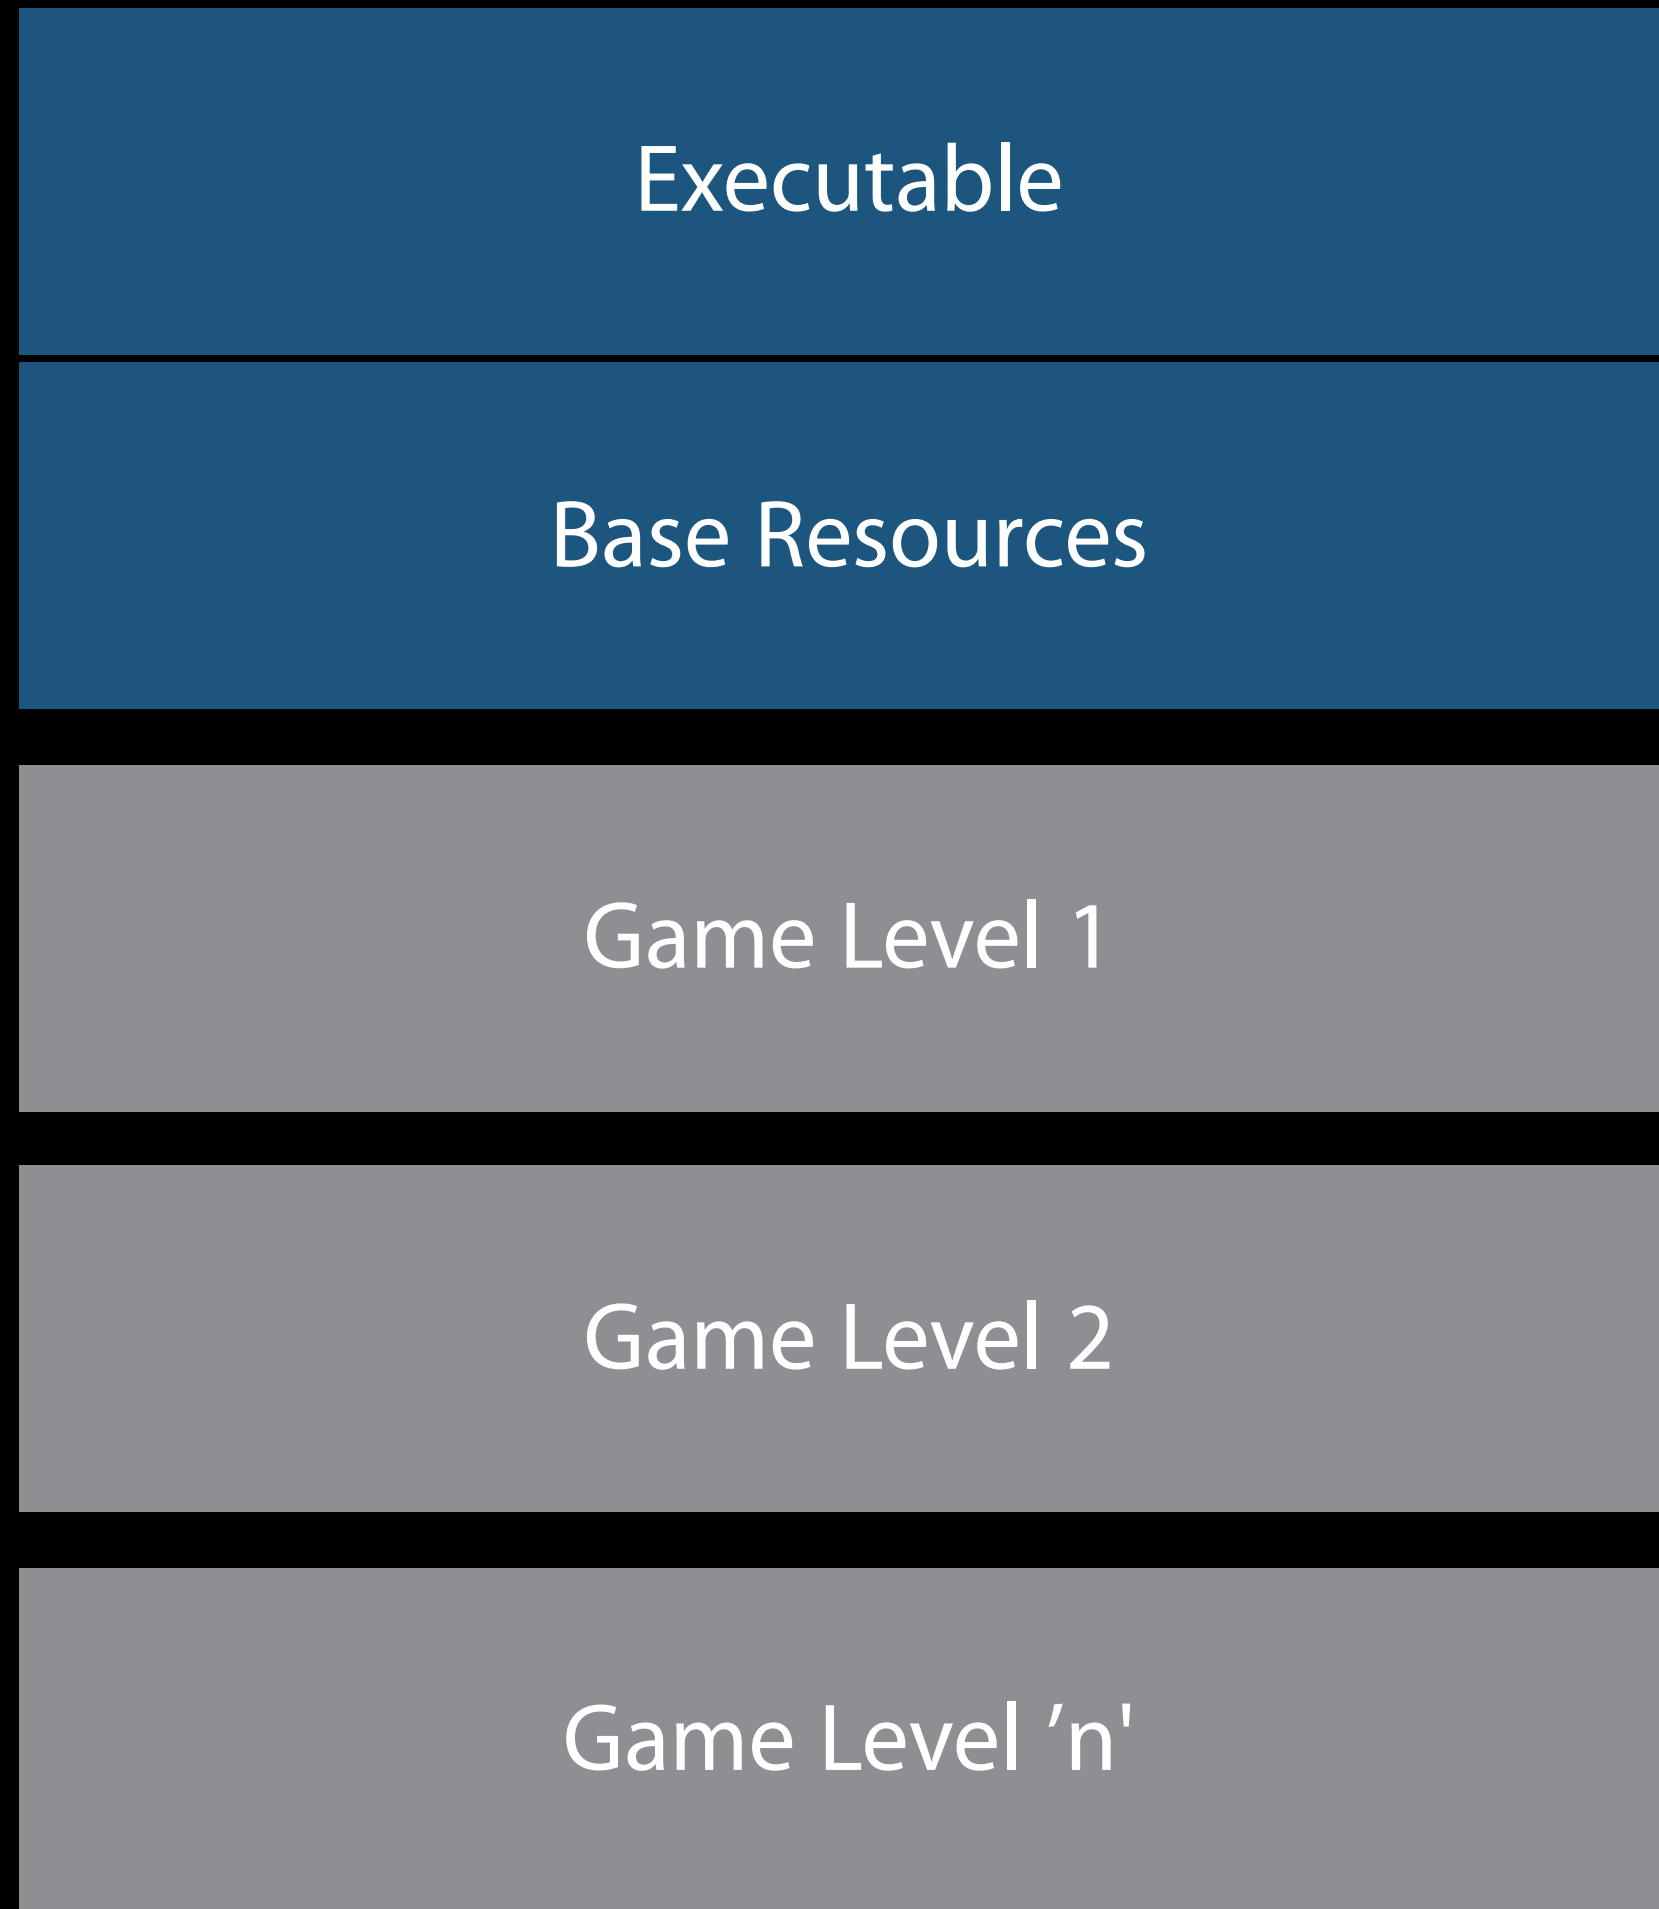 Executable
Base Resources
Game Level 1
Game Level 2
Game Level ’n'